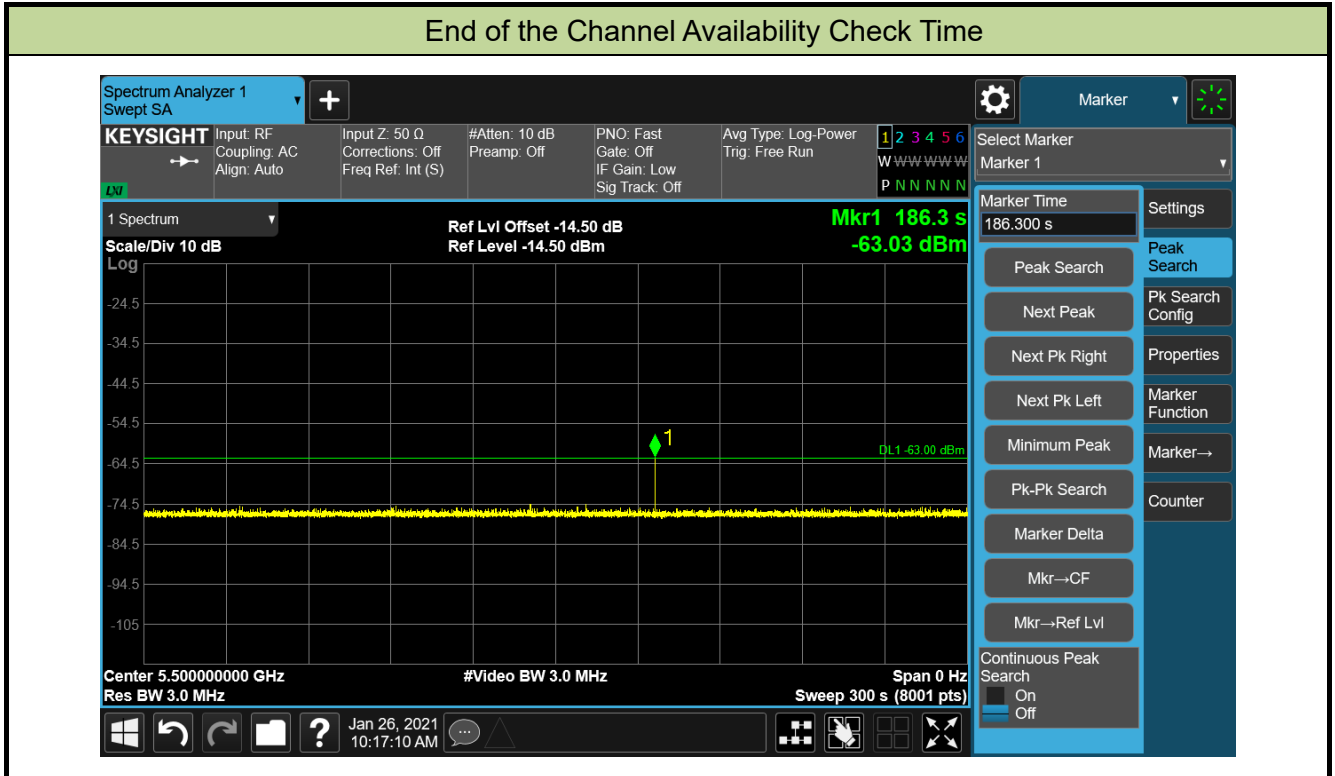 End of the Channel Availability Check Time
Spectrum Analyzer 1
Swept SA
Marker
KEYSIGHT
LXI
Input: RF
Coupling: AC
Align: Auto
Input Z: 50 Ω
Corrections: Off
Freq Ref: Int (S)
#Atten: 10 dB
Preamp: Off
PNO: Fast
Gate: Off
IF Gain: Low
Sig Track: Off
Avg Type: Log-Power
Trig: Free Run
1 2 3 4 5 6
W W W W W W
P N N N N N
Select Marker
Marker 1
1 Spectrum
Scale/Div 10 dB
Log
Ref Lvl Offset -14.50 dB
Ref Level -14.50 dBm
Mkr1 186.3 s
-63.03 dBm
-24.5
-34.5
-44.5
-54.5
-64.5
-74.5
-84.5
-94.5
-105
1
DL1 -63.00 dBm
Center 5.500000000 GHz
Res BW 3.0 MHz
#Video BW 3.0 MHz
Span 0 Hz
Sweep 300 s (8001 pts)
Marker Time
186.300 s
Peak Search
Next Peak
Next Pk Right
Next Pk Left
Minimum Peak
Pk-Pk Search
Marker Delta
Mkr→CF
Mkr→Ref Lvl
Continuous Peak
Search
On
Off
Settings
Peak
Search
Pk Search
Config
Properties
Marker
Function
Marker→
Counter
?
Jan 26, 2021
10:17:10 AM